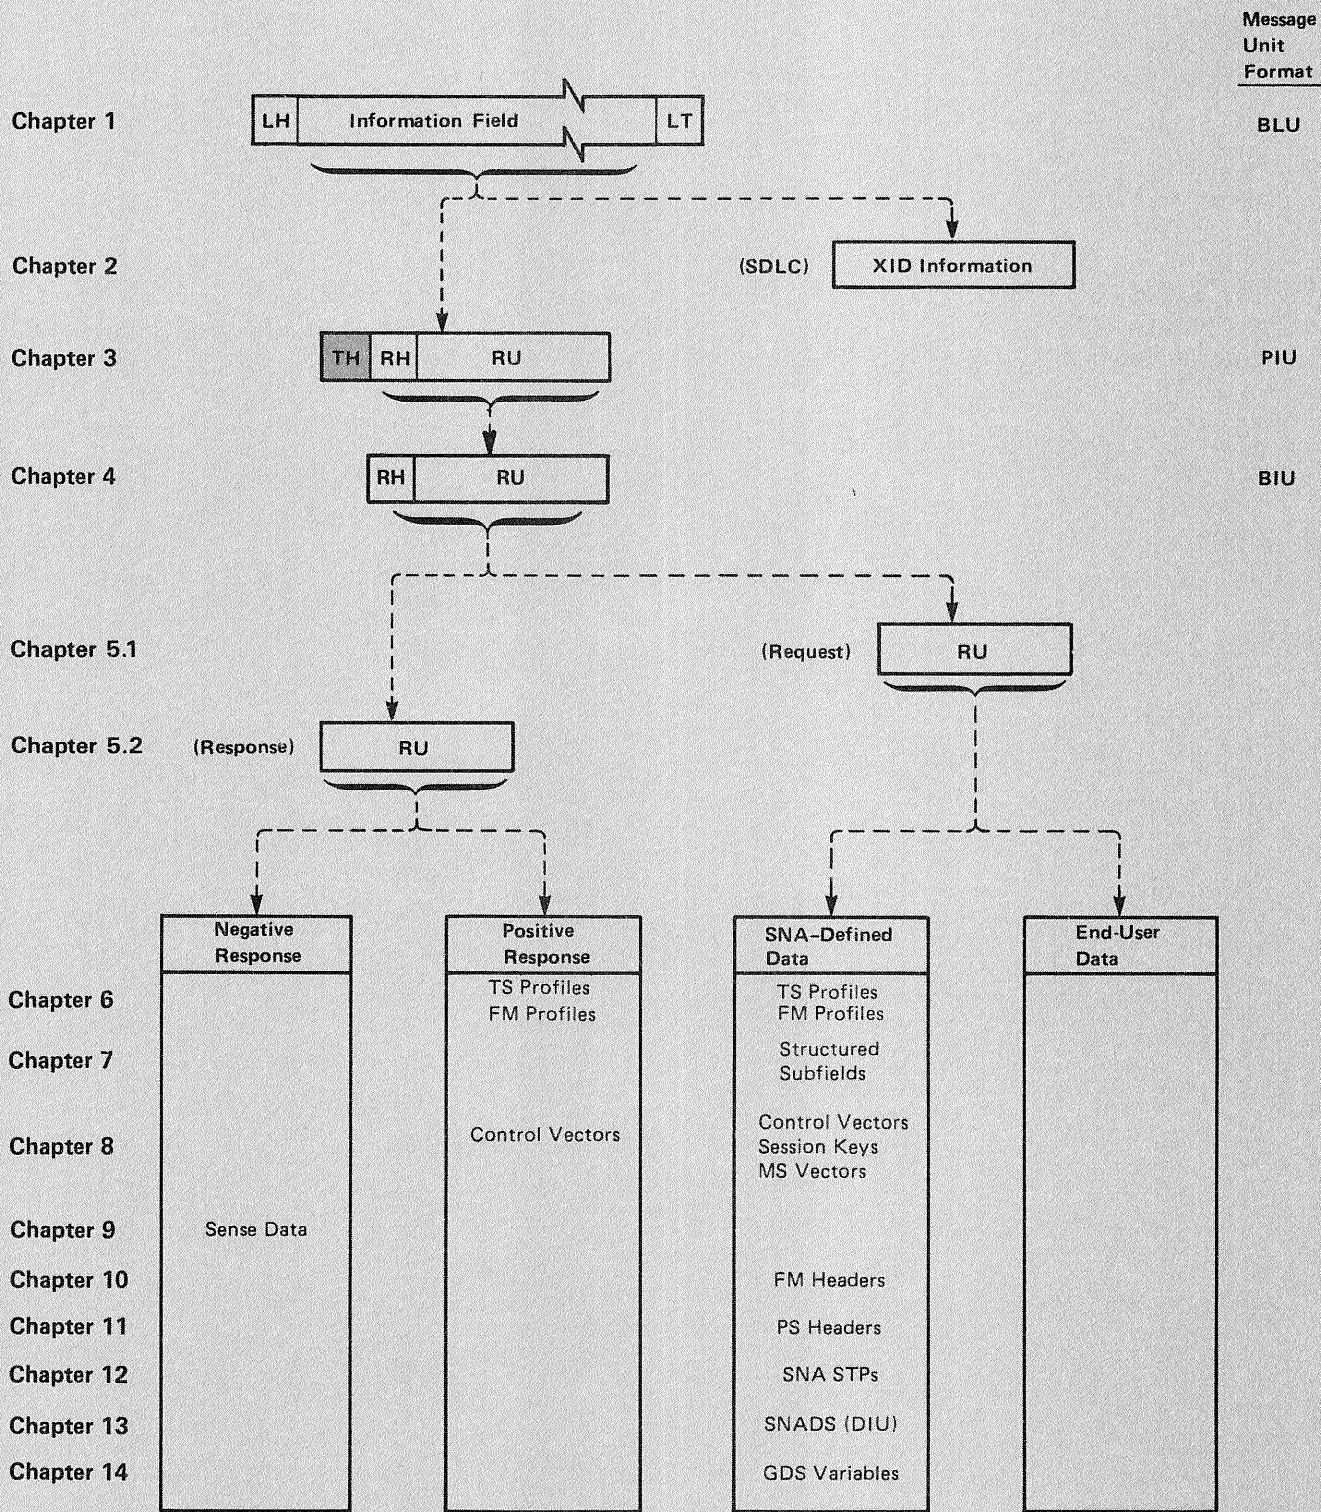 Message
Unit
Format
Chapter 1
LH
Information Field
LT
BLU
Chapter 2
(SDLC)
XID Information
Chapter 3
TH
RH
RU
PIU
Chapter 4
RH
RU
BIU
Chapter 5.1
(Request)
RU
Chapter 5.2
(Response)
RU
Negative
Response
Positive
Response
SNA-Defined
Data
End-User
Data
Chapter 6
TS Profiles
FM Profiles
TS Profiles
FM Profiles
Chapter 7
Structured
Subfields
Chapter 8
Control Vectors
Control Vectors
Session Keys
MS Vectors
Chapter 9
Sense Data
Chapter 10
FM Headers
Chapter 11
PS Headers
Chapter 12
SNA STPs
Chapter 13
SNADS (DIU)
Chapter 14
GDS Variables